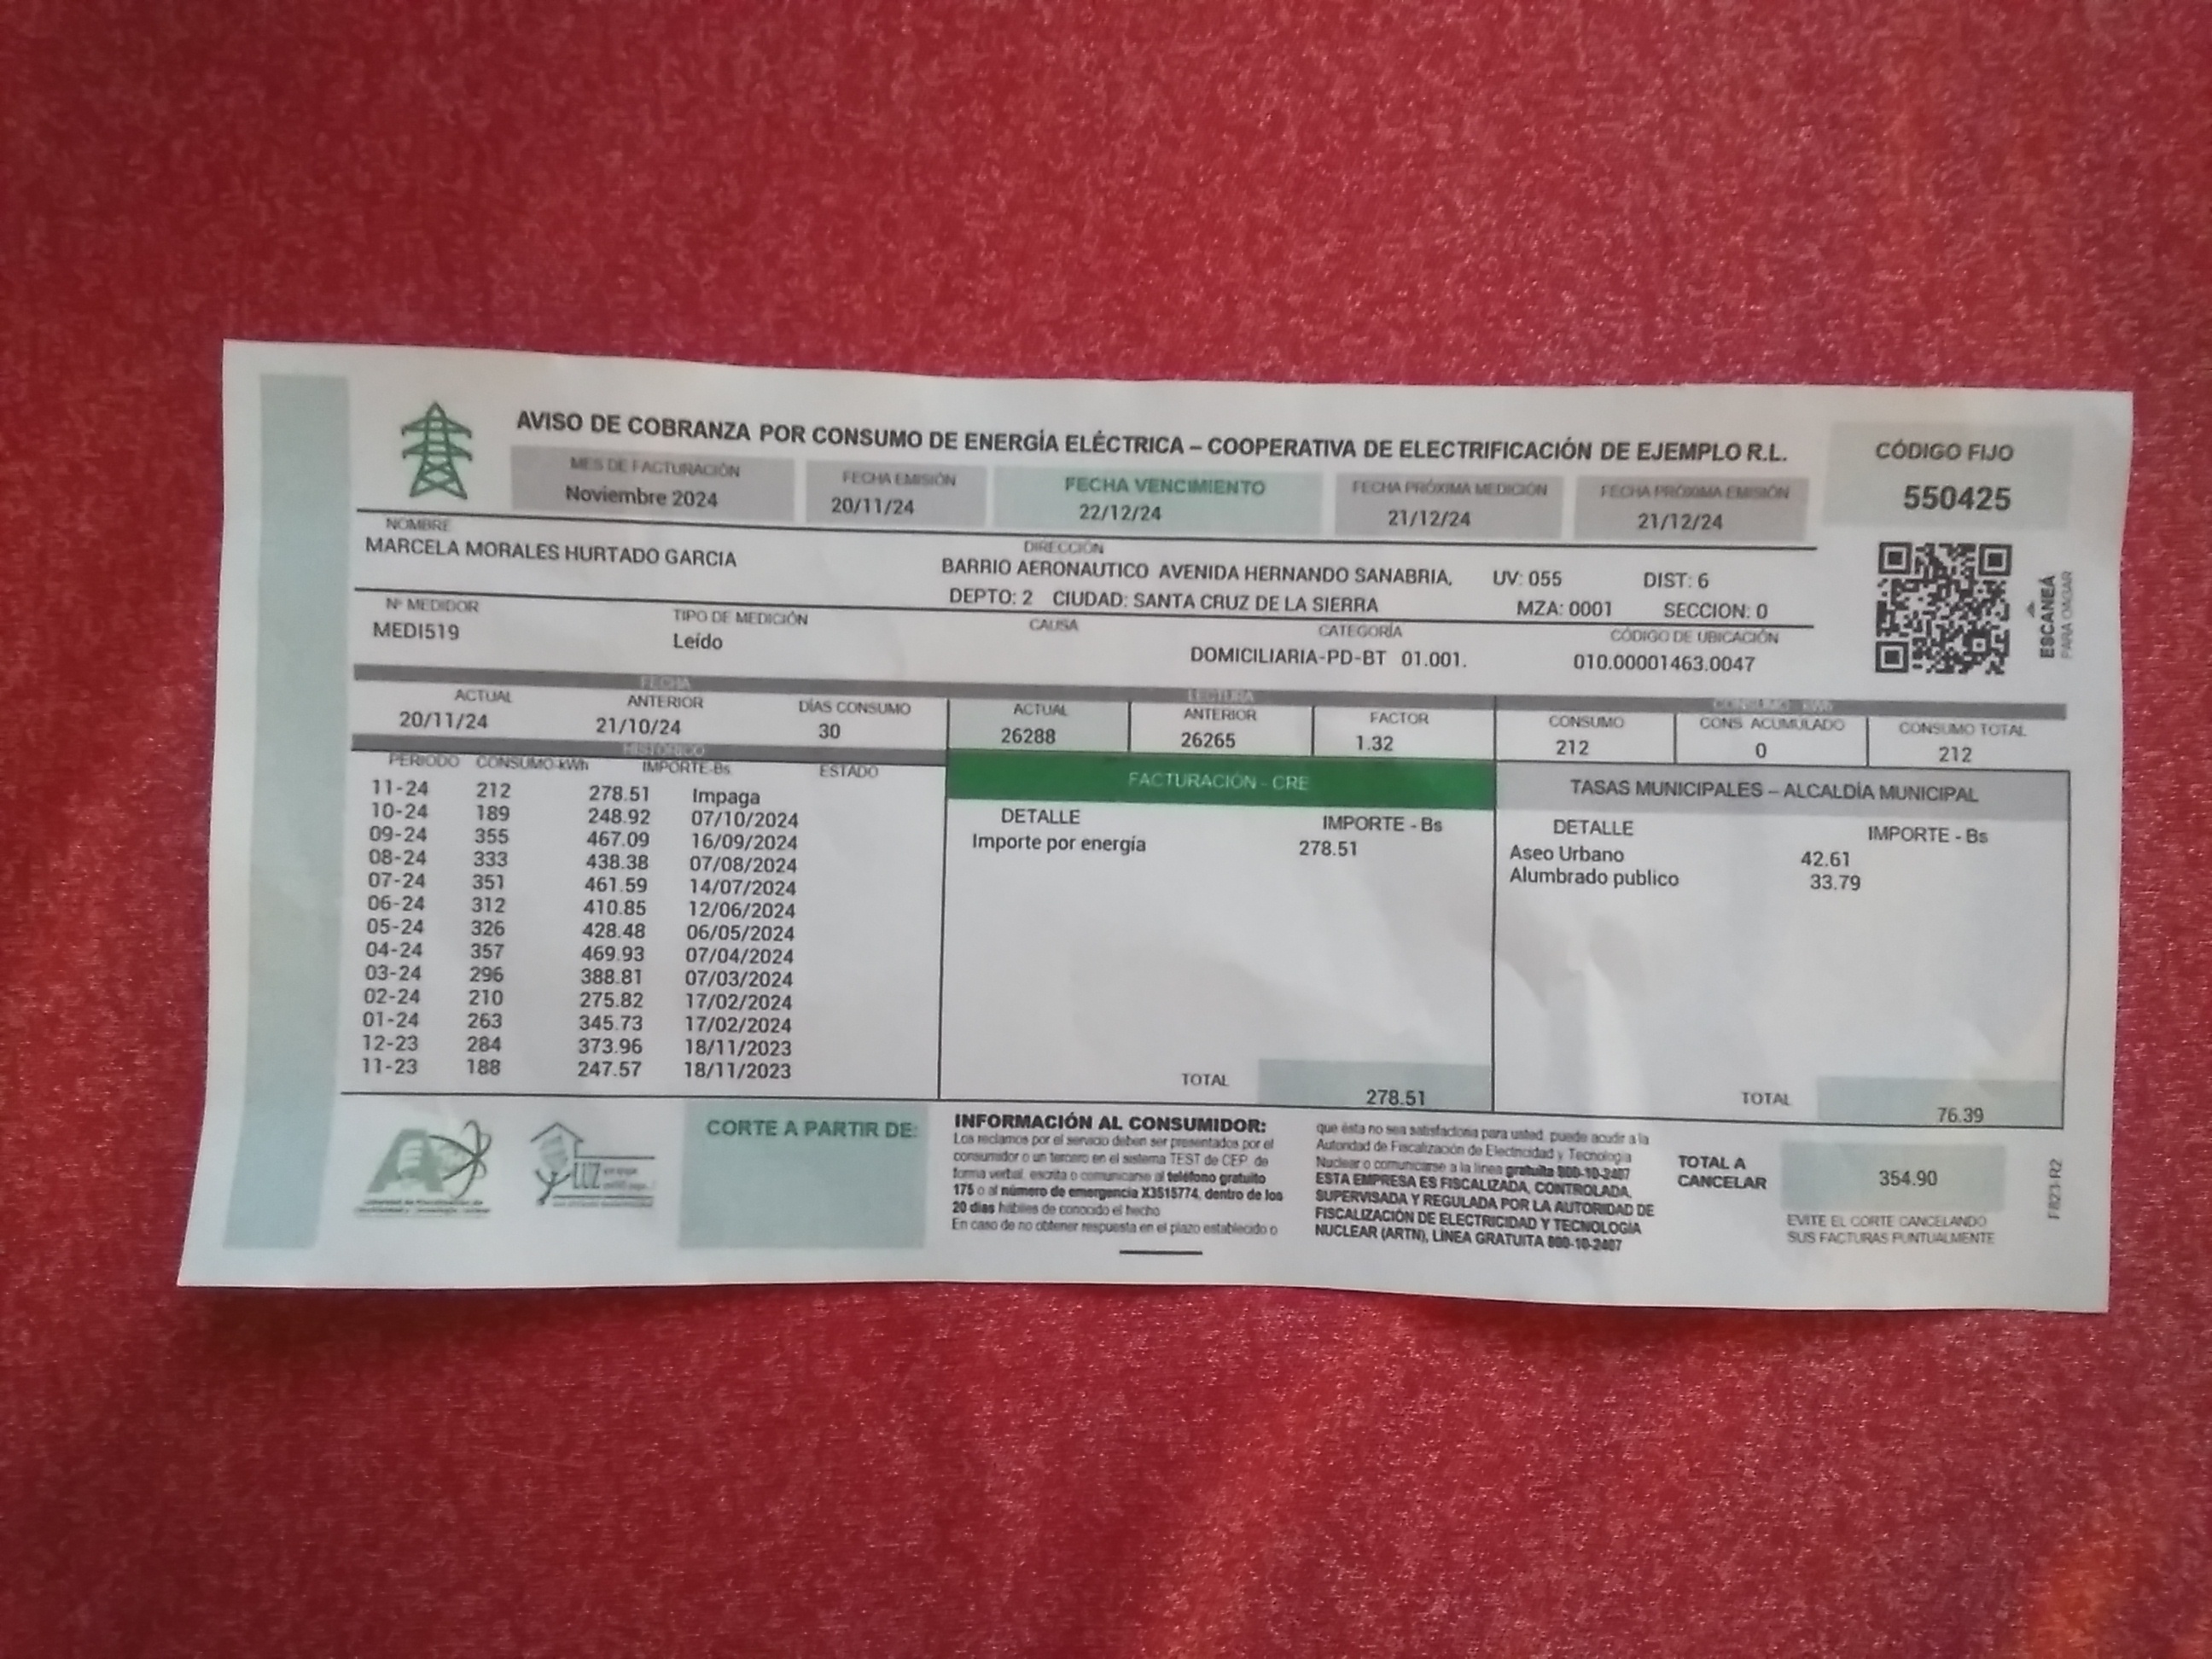 AVISO DE COBRANZA POR CONSUMO DE ENERGÍA ELÉCTRICA – COOPERATIVA DE ELECTRIFICACIÓN DE EJEMPLO R.L.
CÓDIGO FIJO
550425
MES DE FACTURACIÓN FECHA EMISIÓN FECHA VENCIMIENTO FECHA PRÓXIMA MEDICIÓN FECHA PRÓXIMA EMISIÓN
Noviembre 2024 20/11/24 22/12/24 21/12/24 21/12/24
NOMBRE DIRECCIÓN
MARCELA MORALES HURTADO GARCIA BARRIO AERONAUTICO AVENIDA HERNANDO SANABRIA, UV: 055 DIST: 6
DEPTO: 2 CIUDAD: SANTA CRUZ DE LA SIERRA MZA: 0001 SECCION: 0
ESCANEÁ
PARA PAGAR
Nº MEDIDOR TIPO DE MEDICIÓN CAUSA CATEGORÍA CÓDIGO DE UBICACIÓN
MEDI519 Leído DOMICILIARIA-PD-BT 01.001. 010.00001463.0047
FECHA LECTURA CONSUMO - kWh
ACTUAL ANTERIOR DÍAS CONSUMO ACTUAL ANTERIOR FACTOR CONSUMO CONS. ACUMULADO CONSUMO TOTAL
20/11/24 21/10/24 30 26288 26265 1.32 212 0 212
HISTÓRICO
PERIODO CONSUMO-kWh IMPORTE-Bs ESTADO
11-24 212 278.51 Impaga
10-24 189 248.92 07/10/2024
09-24 355 467.09 16/09/2024
08-24 333 438.38 07/08/2024
07-24 351 461.59 14/07/2024
06-24 312 410.85 12/06/2024
05-24 326 428.48 06/05/2024
04-24 357 469.93 07/04/2024
03-24 296 388.81 07/03/2024
02-24 210 275.82 17/02/2024
01-24 263 345.73 17/02/2024
12-23 284 373.96 18/11/2023
11-23 188 247.57 18/11/2023
FACTURACIÓN - CRE
DETALLE IMPORTE - Bs
Importe por energía 278.51
TOTAL 278.51
TASAS MUNICIPALES – ALCALDÍA MUNICIPAL
DETALLE IMPORTE - Bs
Aseo Urbano 42.61
Alumbrado publico 33.79
TOTAL 76.39
LUZ
CORTE A PARTIR DE:
INFORMACIÓN AL CONSUMIDOR:
Los reclamos por el servicio deben ser presentados por el
consumidor o un tercero en el sistema TEST de CEP, de
forma verbal, escrita o comunicarse al teléfono gratuito
175 o al número de emergencia X3515774, dentro de los
20 días hábiles de conocido el hecho
En caso de no obtener respuesta en el plazo establecido o
que ésta no sea satisfactoria para usted, puede acudir a la
Autoridad de Fiscalización de Electricidad y Tecnología
Nuclear o comunicarse a la línea gratuita 800-10-2407
ESTA EMPRESA ES FISCALIZADA, CONTROLADA,
SUPERVISADA Y REGULADA POR LA AUTORIDAD DE
FISCALIZACIÓN DE ELECTRICIDAD Y TECNOLOGÍA
NUCLEAR (ARTN), LÍNEA GRATUITA 800-10-2407
TOTAL A
CANCELAR 354.90
EVITE EL CORTE CANCELANDO
SUS FACTURAS PUNTUALMENTE
F823-R2